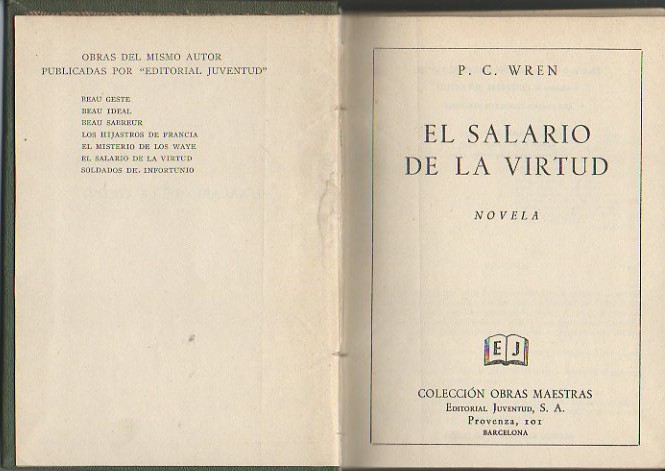 OBRAS DEL MISMO AUTOR
PUBLICADAS POR "EDITORIAL JUVENTUD"
BEAU GESTE
BEAU IDEAL
BEAU SABREUR
LOS HIJASTROS DE FRANCIA
EL MISTERIO DE LOS WAYE
EL SALARIO DE LA VIRTUD
SOLDADOS DE INFORTUNIO
P. C. WREN
EL SALARIO
DE LA VIRTUD
NOVELA
E J
COLECCIÓN OBRAS MAESTRAS
EDITORIAL JUVENTUD, S. A.
Provenza, 101
BARCELONA